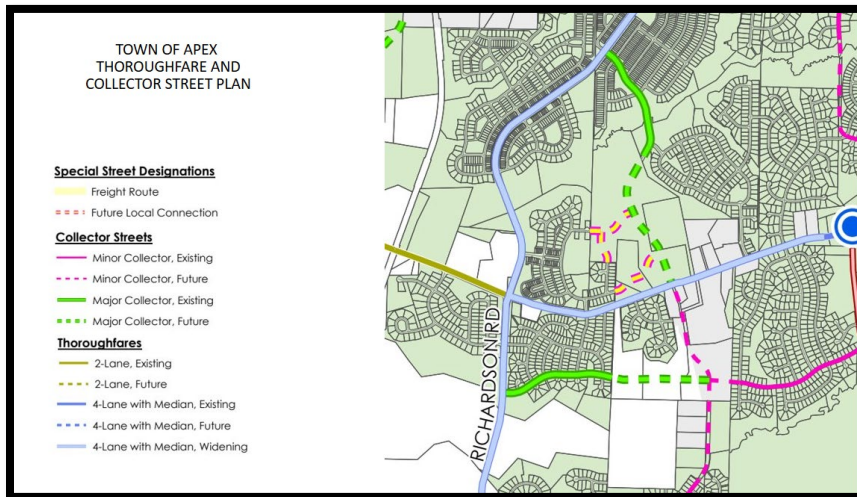 TOWN OF APEX
THOROUGHFARE AND
COLLECTOR STREET PLAN
Special Street Designations
Freight Route
Future Local Connection
Collector Streets
Minor Collector, Existing
Minor Collector, Future
Major Collector, Existing
Major Collector, Future
Thoroughfares
2-Lane, Existing
2-Lane, Future
4-Lane with Median, Existing
4-Lane with Median, Future
4-Lane with Median, Widening
RICHARDSON RD